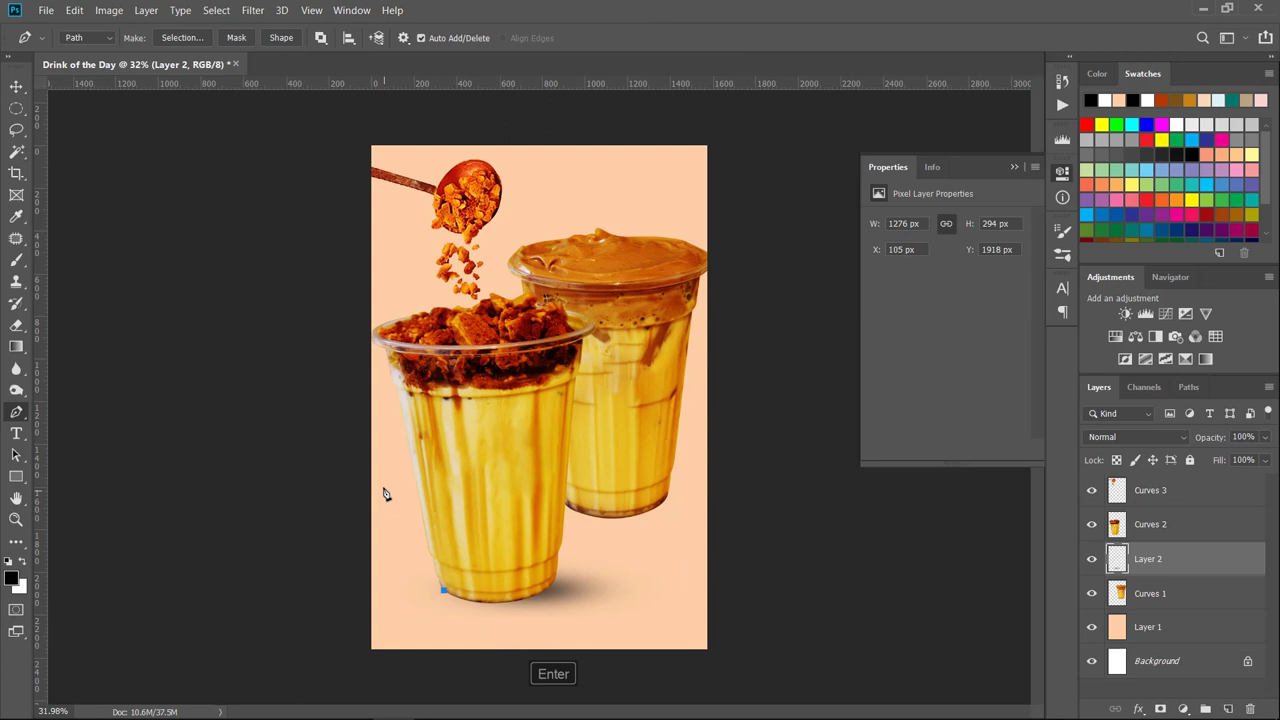 Ps File Edit Image Layer Type Select Filter 3D View Window Help
Path Make: Selection... Mask Shape Auto Add/Delete Align Edges
Drink of the Day @ 32% (Layer 2, RGB/8) *
1400 1200 1000 800 600 400 200 0 200 400 600 800 1000 1200 1400 1600 1800 2000 2200 2400 2600 2800 3000
Color Swatches
Properties Info
Pixel Layer Properties
W: 1276 px H: 294 px
X: 105 px Y: 1918 px
Adjustments Navigator
Add an adjustment
Layers Channels Paths
Kind
Normal Opacity: 100%
Lock: Fill: 100%
Curves 3
Curves 2
Layer 2
Curves 1
Layer 1
Background
Enter
31.98% Doc: 10.6M/37.5M